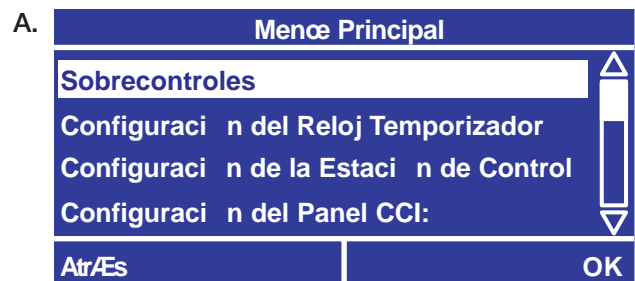 A.
Menœ Principal
Sobrecontroles
Configuraci n del Reloj Temporizador
Configuraci n de la Estaci n de Control
Configuraci n del Panel CCI:
AtrÆs OK